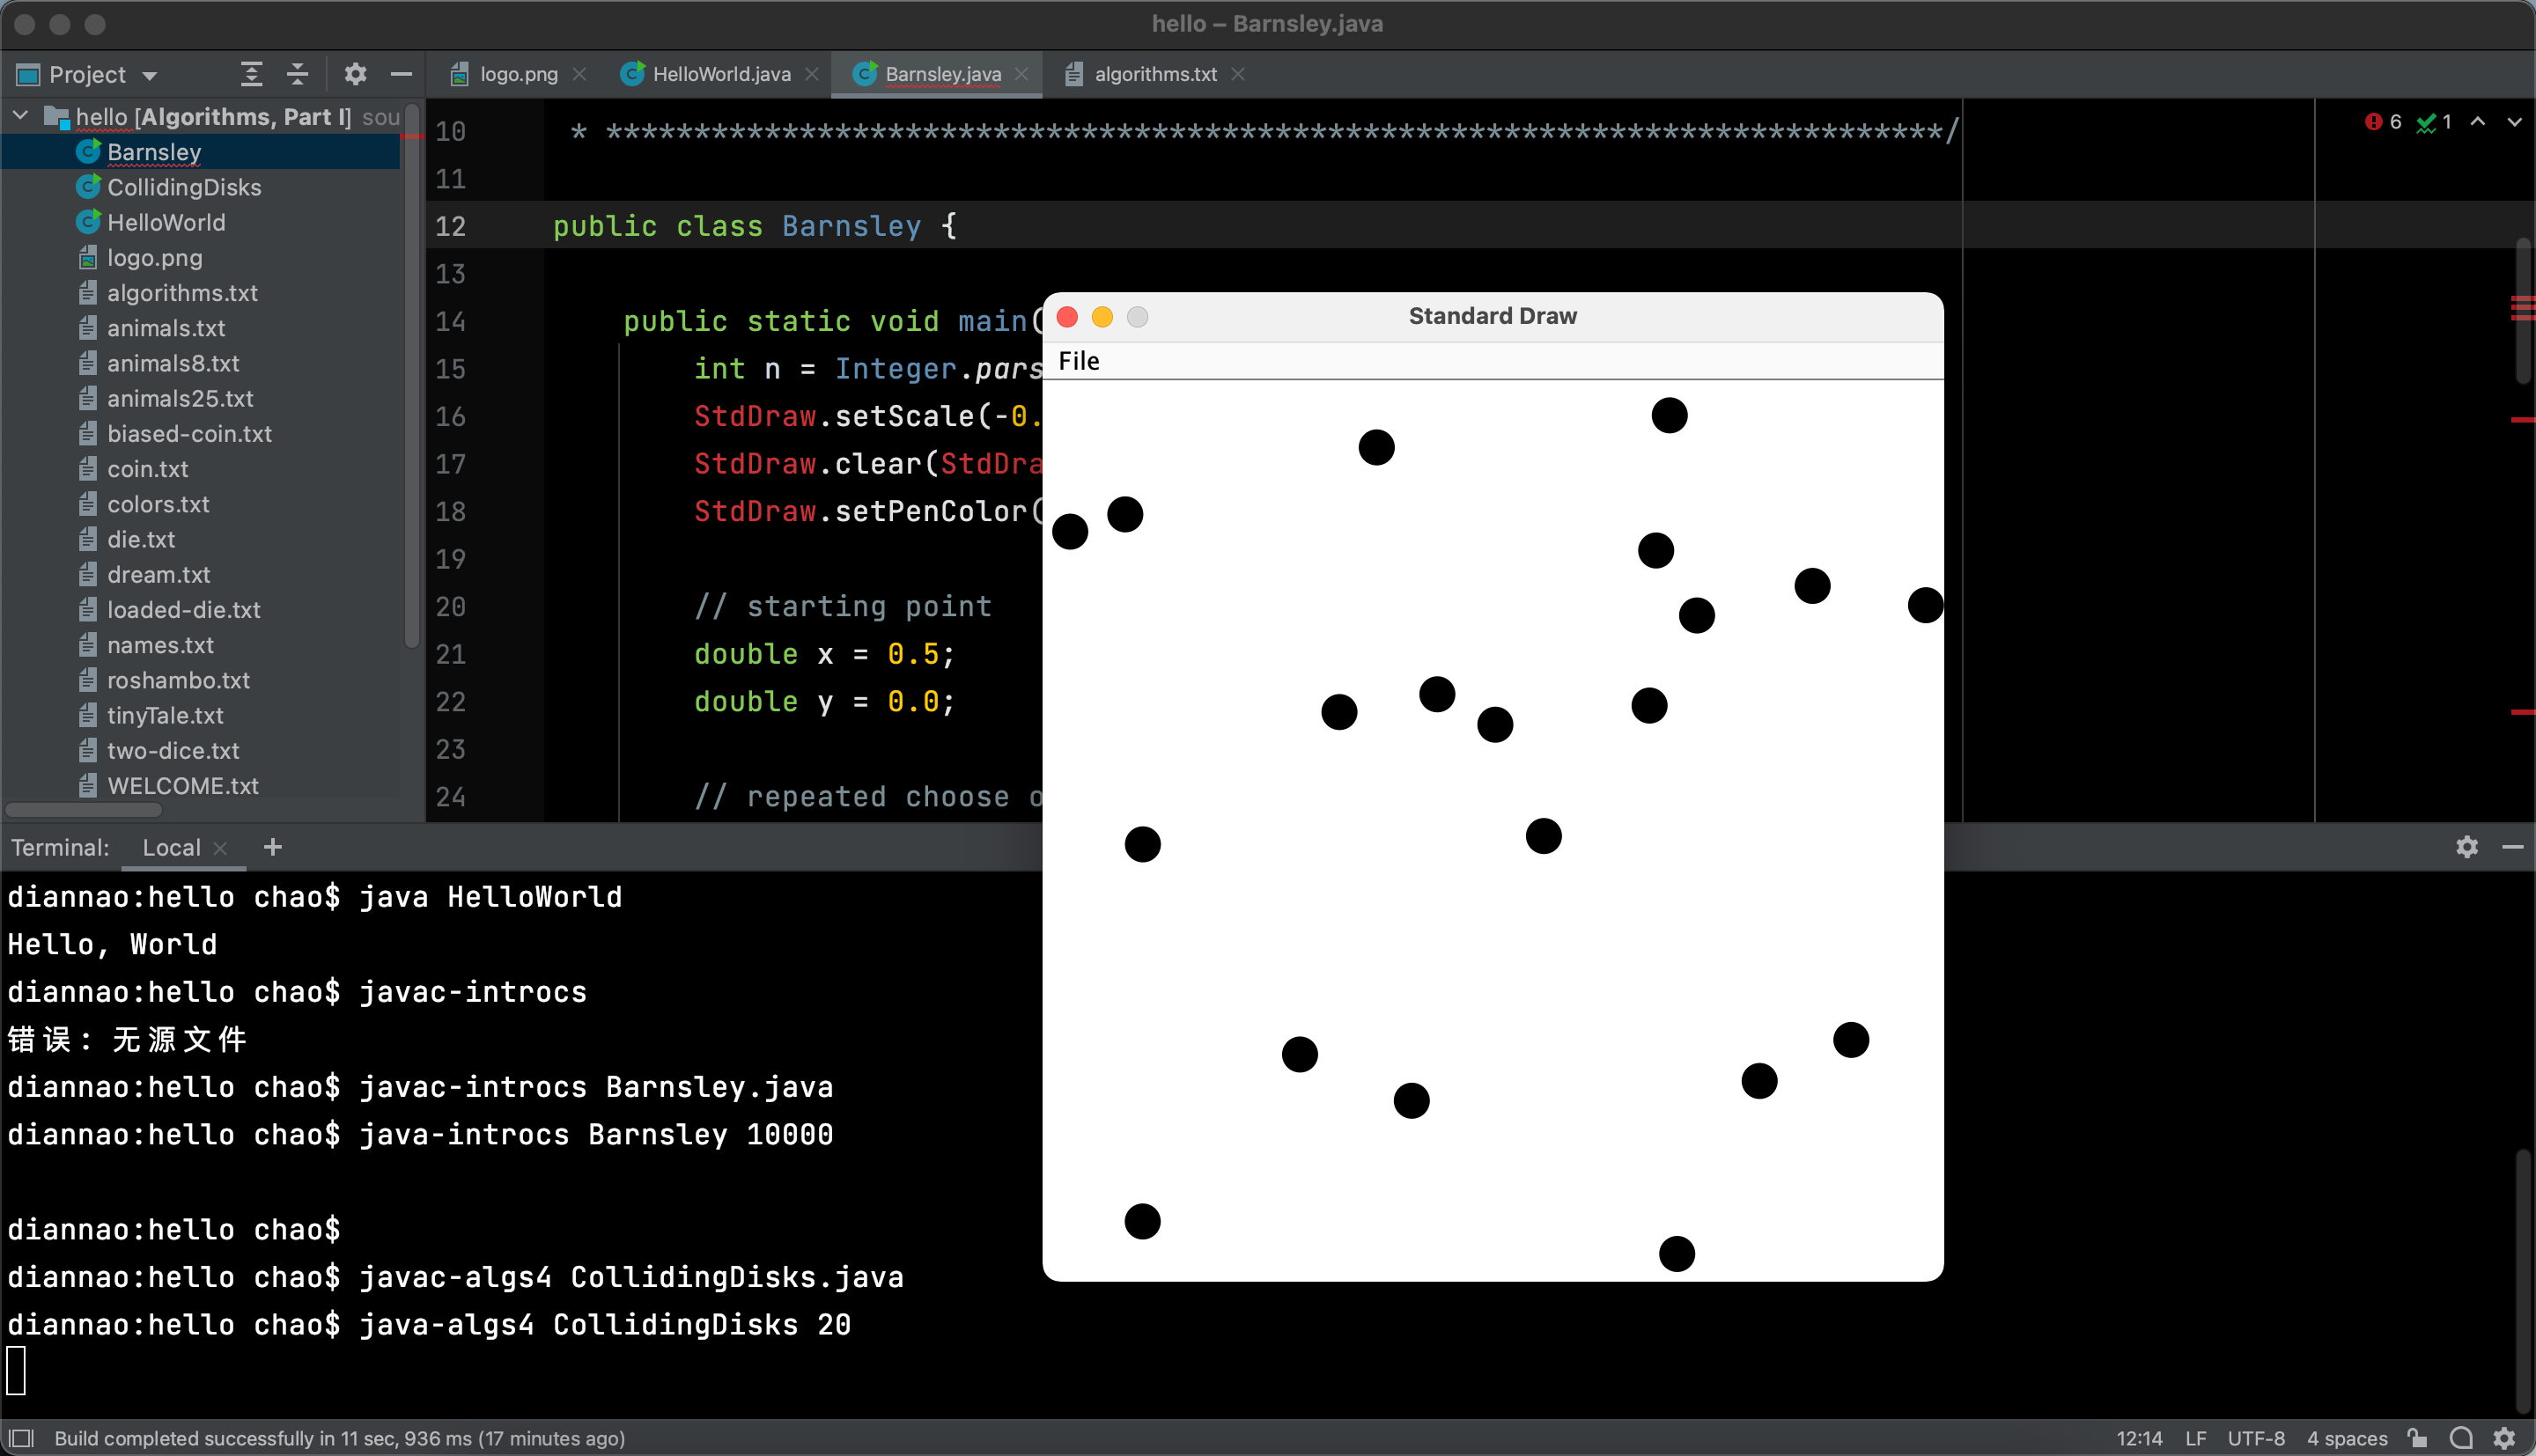 hello – Barnsley.java
Project
logo.png
HelloWorld.java
Barnsley.java
algorithms.txt
hello [Algorithms, Part I] sou
Barnsley
CollidingDisks
HelloWorld
logo.png
algorithms.txt
animals.txt
animals8.txt
animals25.txt
biased-coin.txt
coin.txt
colors.txt
die.txt
dream.txt
loaded-die.txt
names.txt
roshambo.txt
tinyTale.txt
two-dice.txt
WELCOME.txt
6 1
10 * ****************************************************************************/
11
12 public class Barnsley {
13
14 public static void main(
15 int n = Integer.pars
16 StdDraw.setScale(-0.
17 StdDraw.clear(StdDra
18 StdDraw.setPenColor(
19
20 // starting point
21 double x = 0.5;
22 double y = 0.0;
23
24 // repeated choose o
Standard Draw
File
Terminal: Local +
diannao:hello chao$ java HelloWorld
Hello, World
diannao:hello chao$ javac-introcs
错误: 无源文件
diannao:hello chao$ javac-introcs Barnsley.java
diannao:hello chao$ java-introcs Barnsley 10000
diannao:hello chao$
diannao:hello chao$ javac-algs4 CollidingDisks.java
diannao:hello chao$ java-algs4 CollidingDisks 20
Build completed successfully in 11 sec, 936 ms (17 minutes ago)
12:14 LF UTF-8 4 spaces